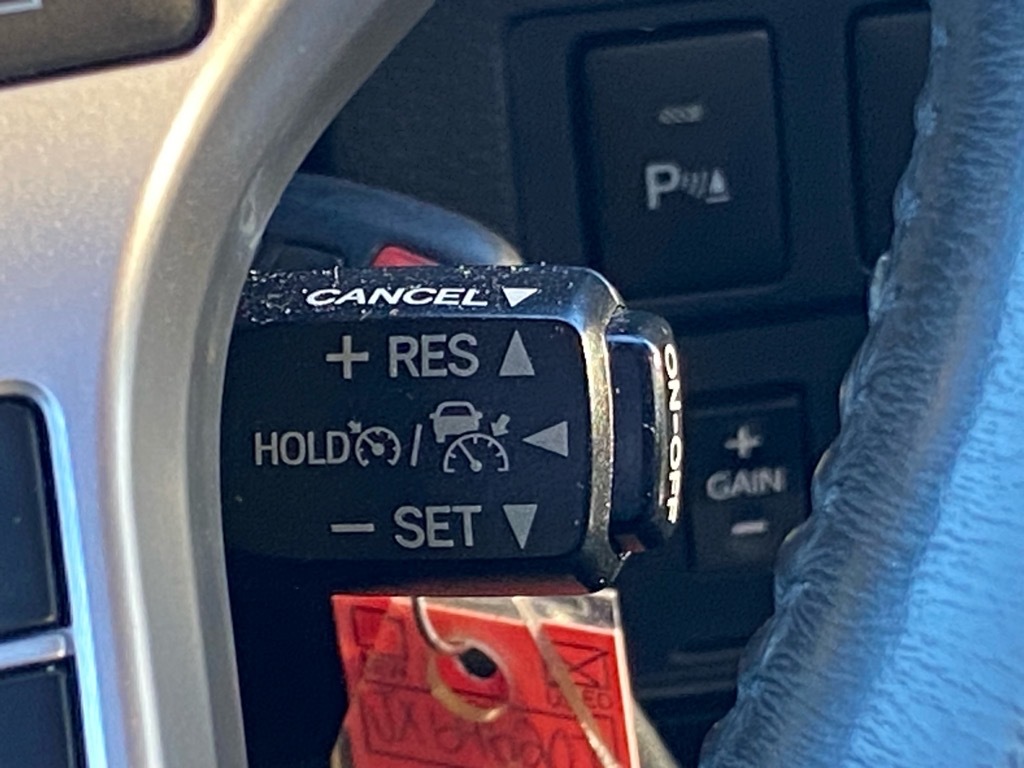 P
CANCEL
+ RES
HOLD /
− SET
ON-OFF
+
GAIN
−